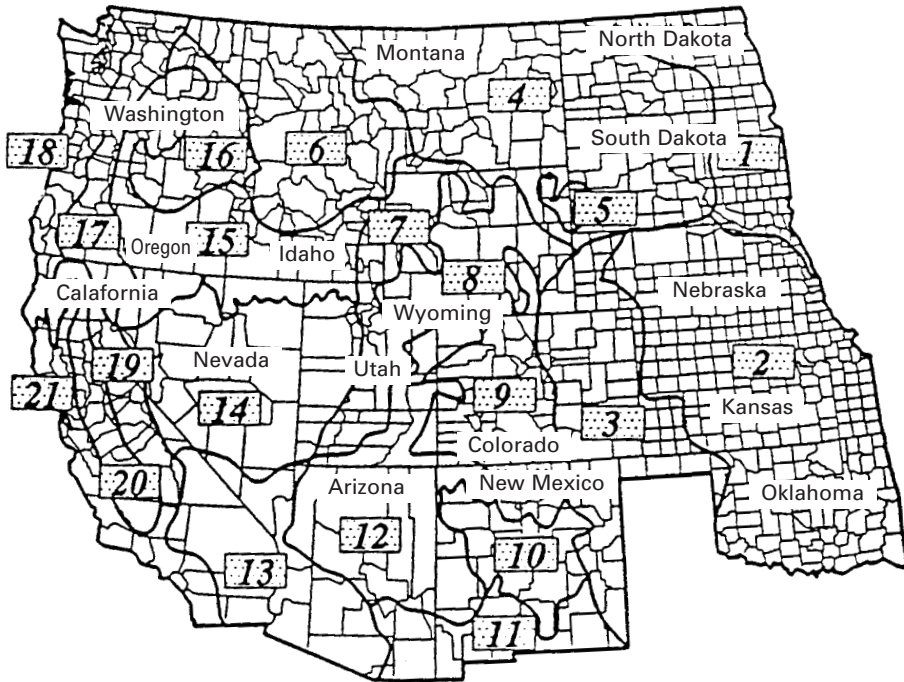 North Dakota
Montana
4
Washington
South Dakota
18
16
6
1
5
17
Oregon
15
7
Idaho
8
Calafornia
Nebraska
Wyoming
19
Nevada
Utah
2
21
14
9
Kansas
3
Colorado
20
Arizona
New Mexico
Oklahoma
12
10
13
11